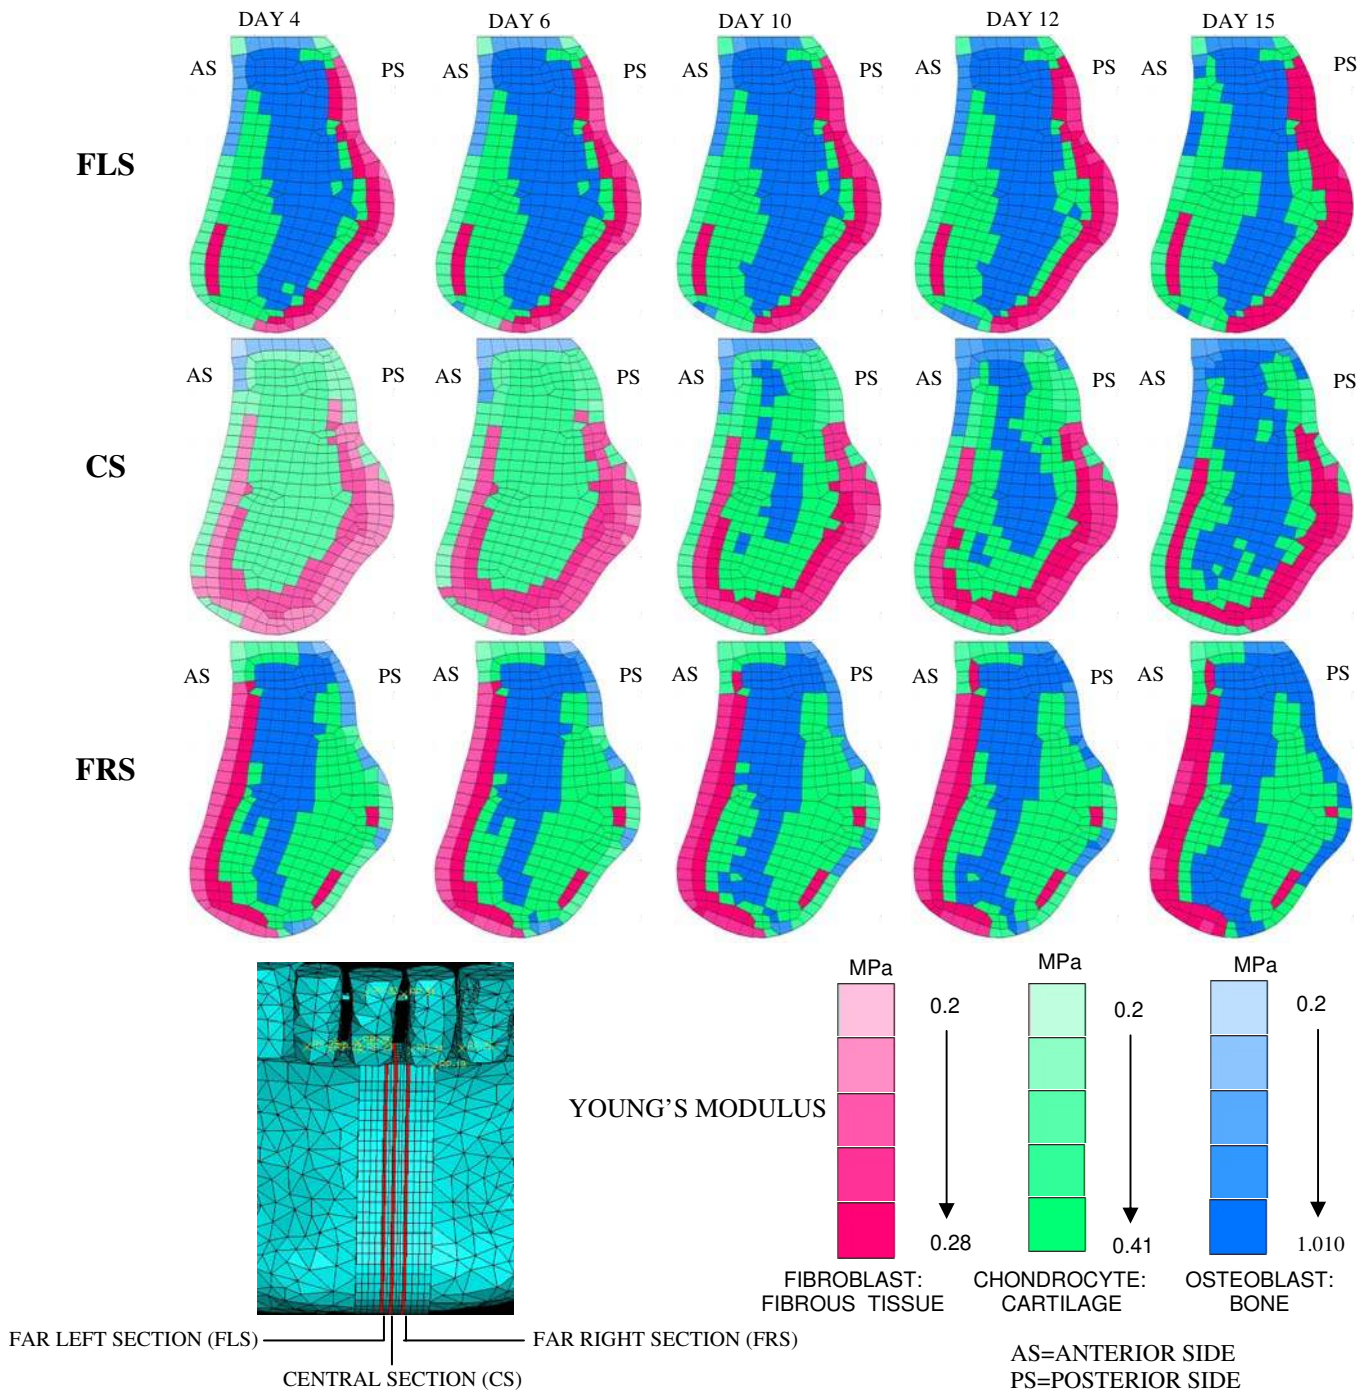 DAY 4 DAY 6 DAY 10 DAY 12 DAY 15
AS PS AS PS AS PS AS PS AS PS
FLS
AS PS AS PS AS PS AS PS AS PS
CS
AS PS AS PS AS PS AS PS AS PS
FRS
MPa MPa MPa
0.2 0.2 0.2
YOUNG'S MODULUS
0.28 0.41 1.010
FIBROBLAST: CHONDROCYTE: OSTEOBLAST:
FIBROUS TISSUE CARTILAGE BONE
FAR LEFT SECTION (FLS) FAR RIGHT SECTION (FRS)
CENTRAL SECTION (CS)
AS=ANTERIOR SIDE
PS=POSTERIOR SIDE